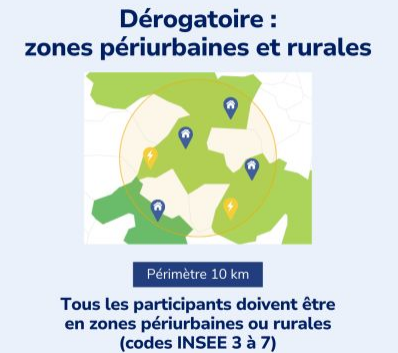 Dérogatoire :
zones périurbaines et rurales
Périmètre 10 km
Tous les participants doivent être
en zones périurbaines ou rurales
(codes INSEE 3 à 7)